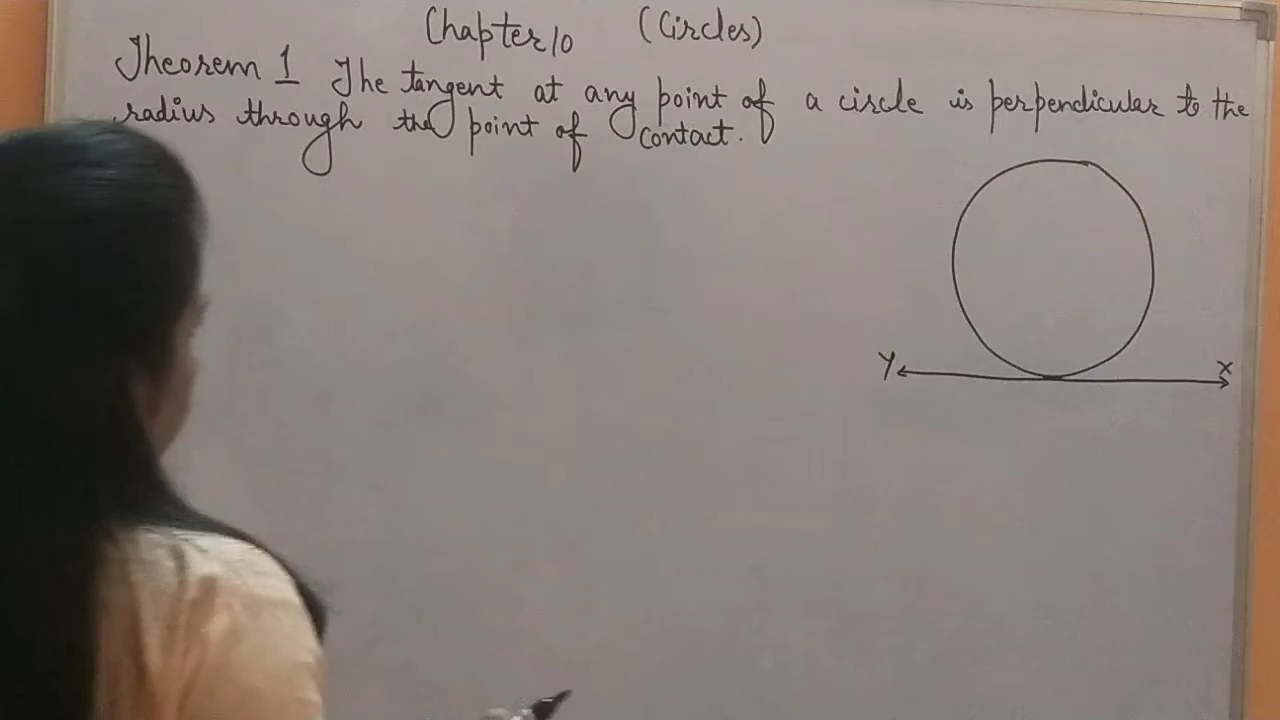 Chapter 10 (Circles)
Theorem 1 The tangent at any point of a circle is perpendicular to the
radius through the point of contact.
Y X